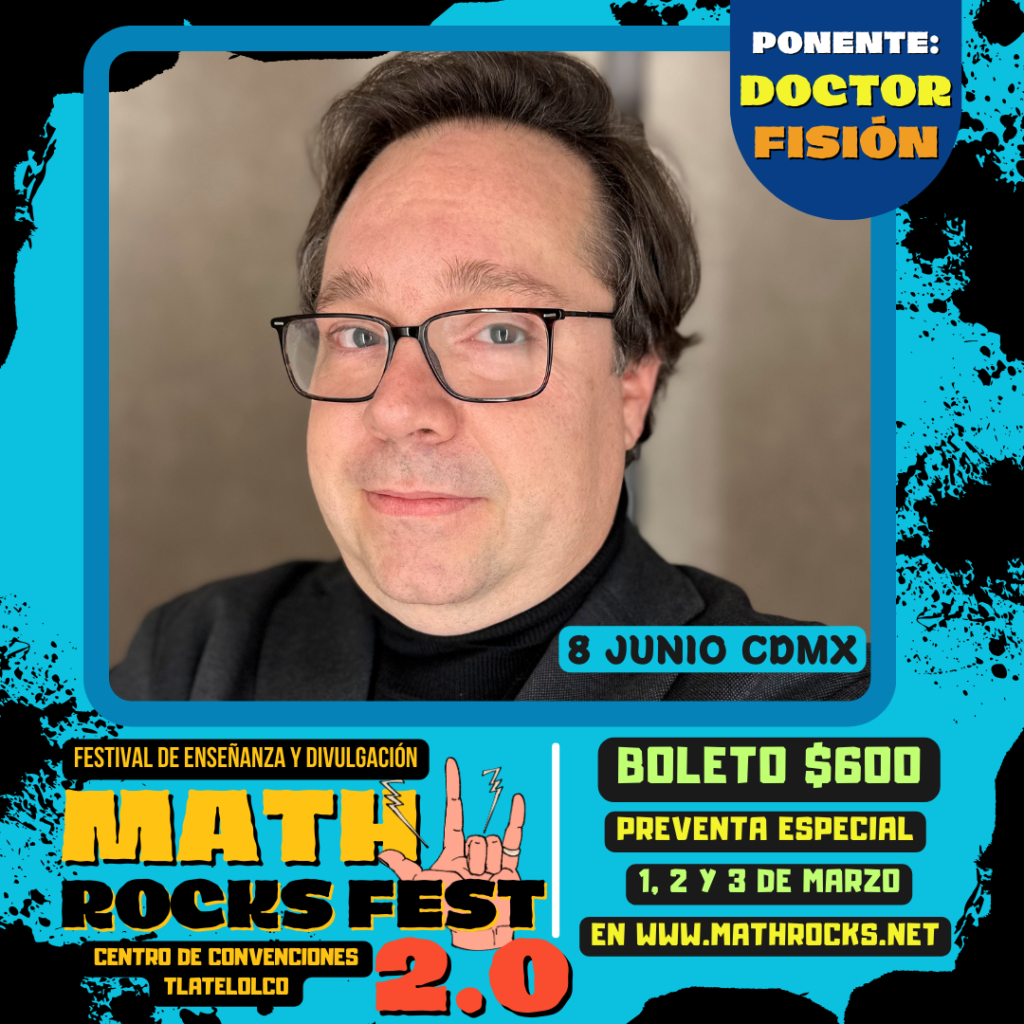 PONENTE:
DOCTOR
FISIÓN
8 JUNIO CDMX
FESTIVAL DE ENSEÑANZA Y DIVULGACIÓN
MATH
ROCKS FEST
2.0
CENTRO DE CONVENCIONES
TLATELOLCO
BOLETO $600
PREVENTA ESPECIAL
1, 2 Y 3 DE MARZO
EN WWW.MATHROCKS.NET